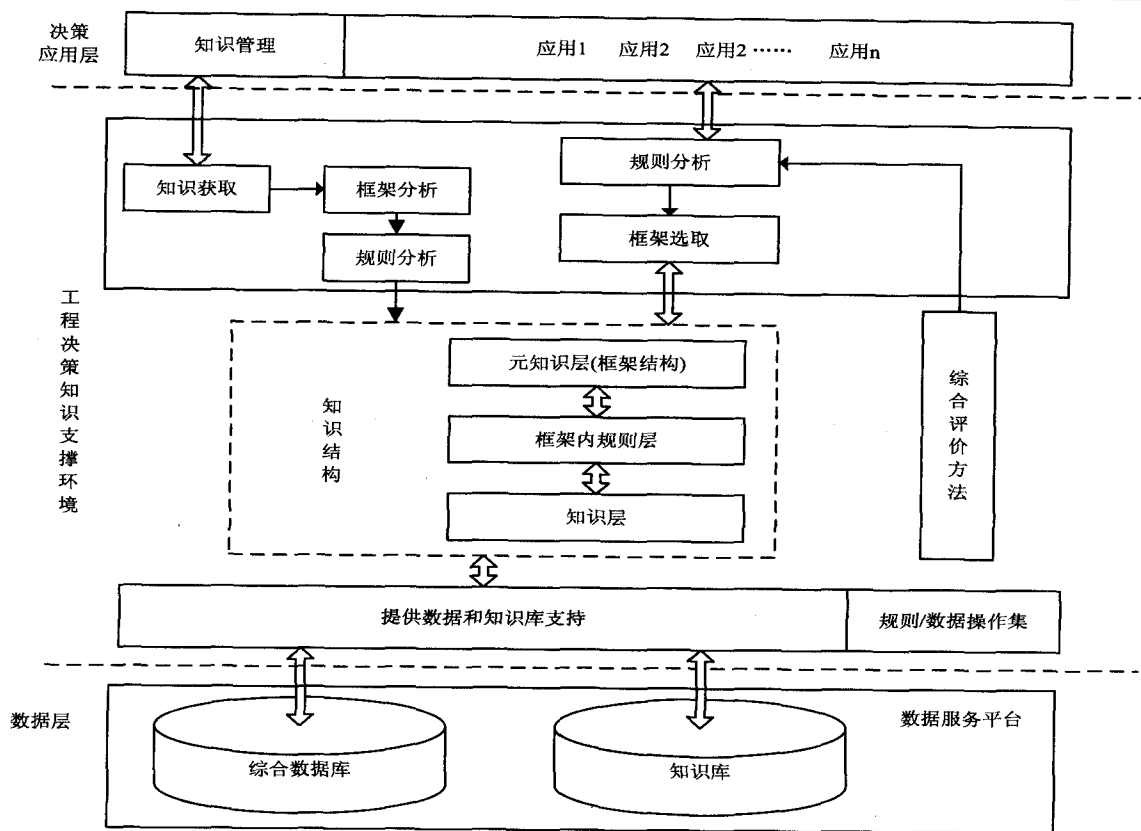 决策
应用层
知识管理
应用1 应用2 应用2 …… 应用n
知识获取
框架分析
规则分析
规则分析
框架选取
工程决策知识支撑环境
知识结构
元知识层(框架结构)
框架内规则层
知识层
综合评价方法
提供数据和知识库支持
规则/数据操作集
数据层
数据服务平台
综合数据库
知识库